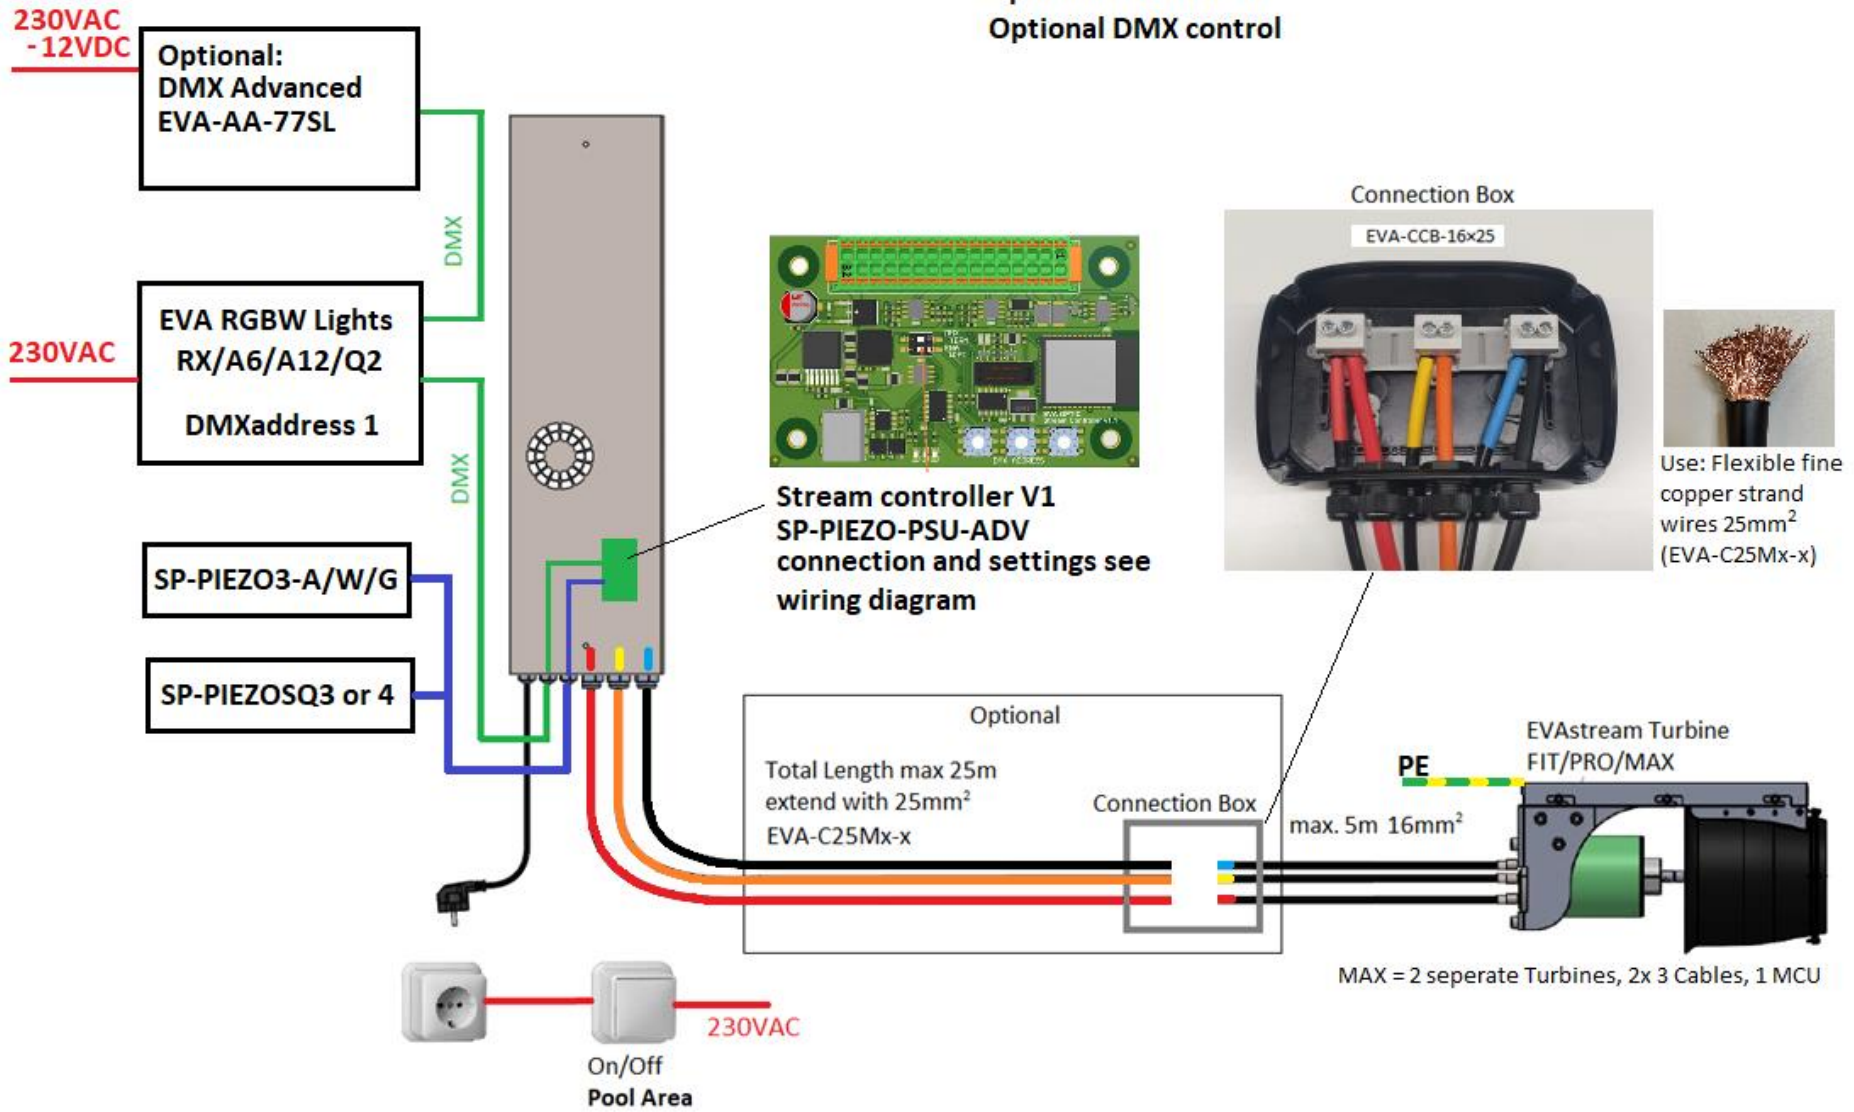 Optional DMX control
230VAC
-12VDC
Optional:
DMX Advanced
EVA-AA-77SL
DMX
EVA RGBW Lights
RX/A6/A12/Q2
DMXaddress 1
230VAC
DMX
SP-PIEZO3-A/W/G
SP-PIEZOSQ3 or 4
Stream controller V1
SP-PIEZO-PSU-ADV
connection and settings see
wiring diagram
Connection Box
EVA-CCB-16×25
Use: Flexible fine
copper strand
wires 25mm²
(EVA-C25Mx-x)
Optional
Total Length max 25m
extend with 25mm²
EVA-C25Mx-x
Connection Box
max. 5m 16mm²
PE
EVAstream Turbine
FIT/PRO/MAX
MAX = 2 seperate Turbines, 2x 3 Cables, 1 MCU
230VAC
On/Off
Pool Area